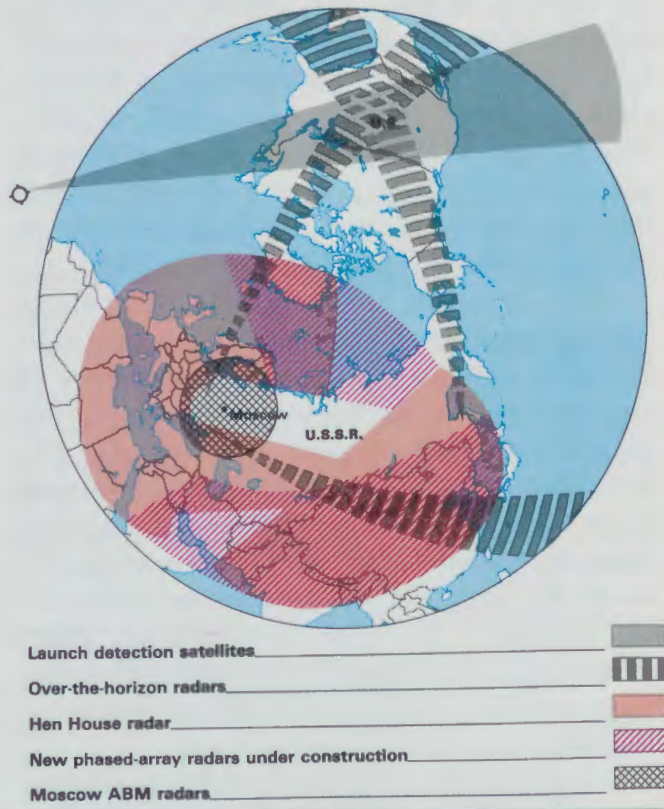 Moscow
U.S.S.R.
Launch detection satellites
Over-the-horizon radars
Hen House radar
New phased-array radars under construction
Moscow ABM radars